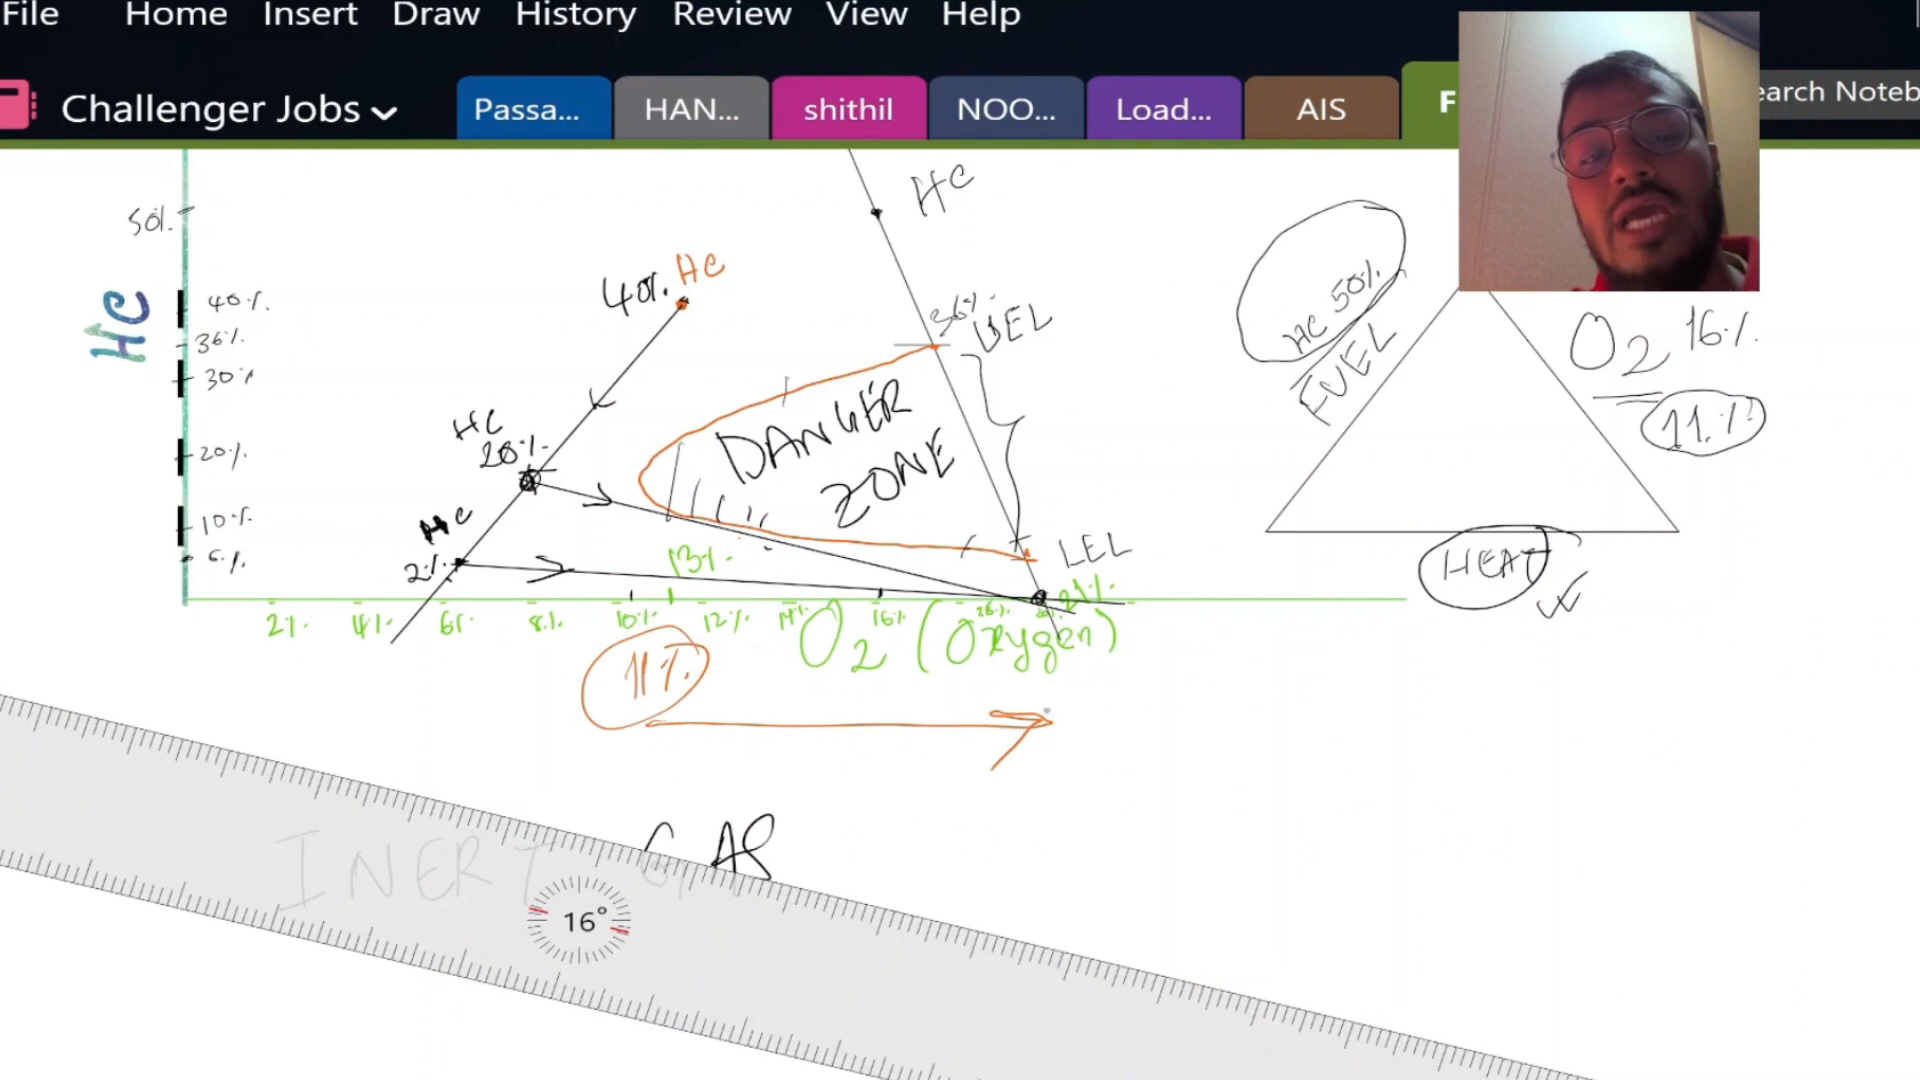 File Home Insert Draw History Review View Help
Challenger Jobs
Passa... HAN... shithil NOO... Load... AIS F
earch Noteb
HC
50%.
40%.
36%
30%
20%.
10%.
6%.
40%. HC
HC
20%.
HC
2%.
HC
36%.
UEL
DANGER
ZONE
LEL
13%.
21%.
2%. 4%. 6%. 8%. 10%. 12%. 14%. 16%.
O2 (Oxygen)
11%.
INERT GAS
16°
HC 50%.
FUEL
O2 16%.
11%
HEAT